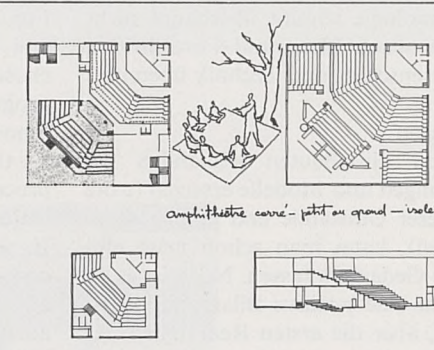 amphithéâtre carré – petit ou grand – isolé